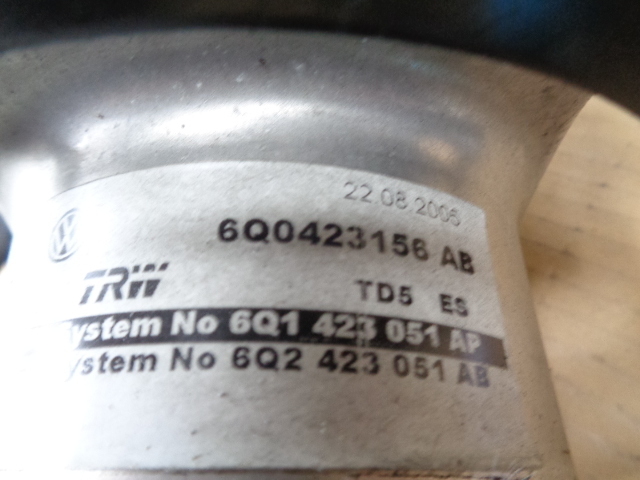 22.08.2005
6Q0423156 AB
TRW TD5 ES
System No 6Q1 423 051 AP
System No 6Q2 423 051 AB